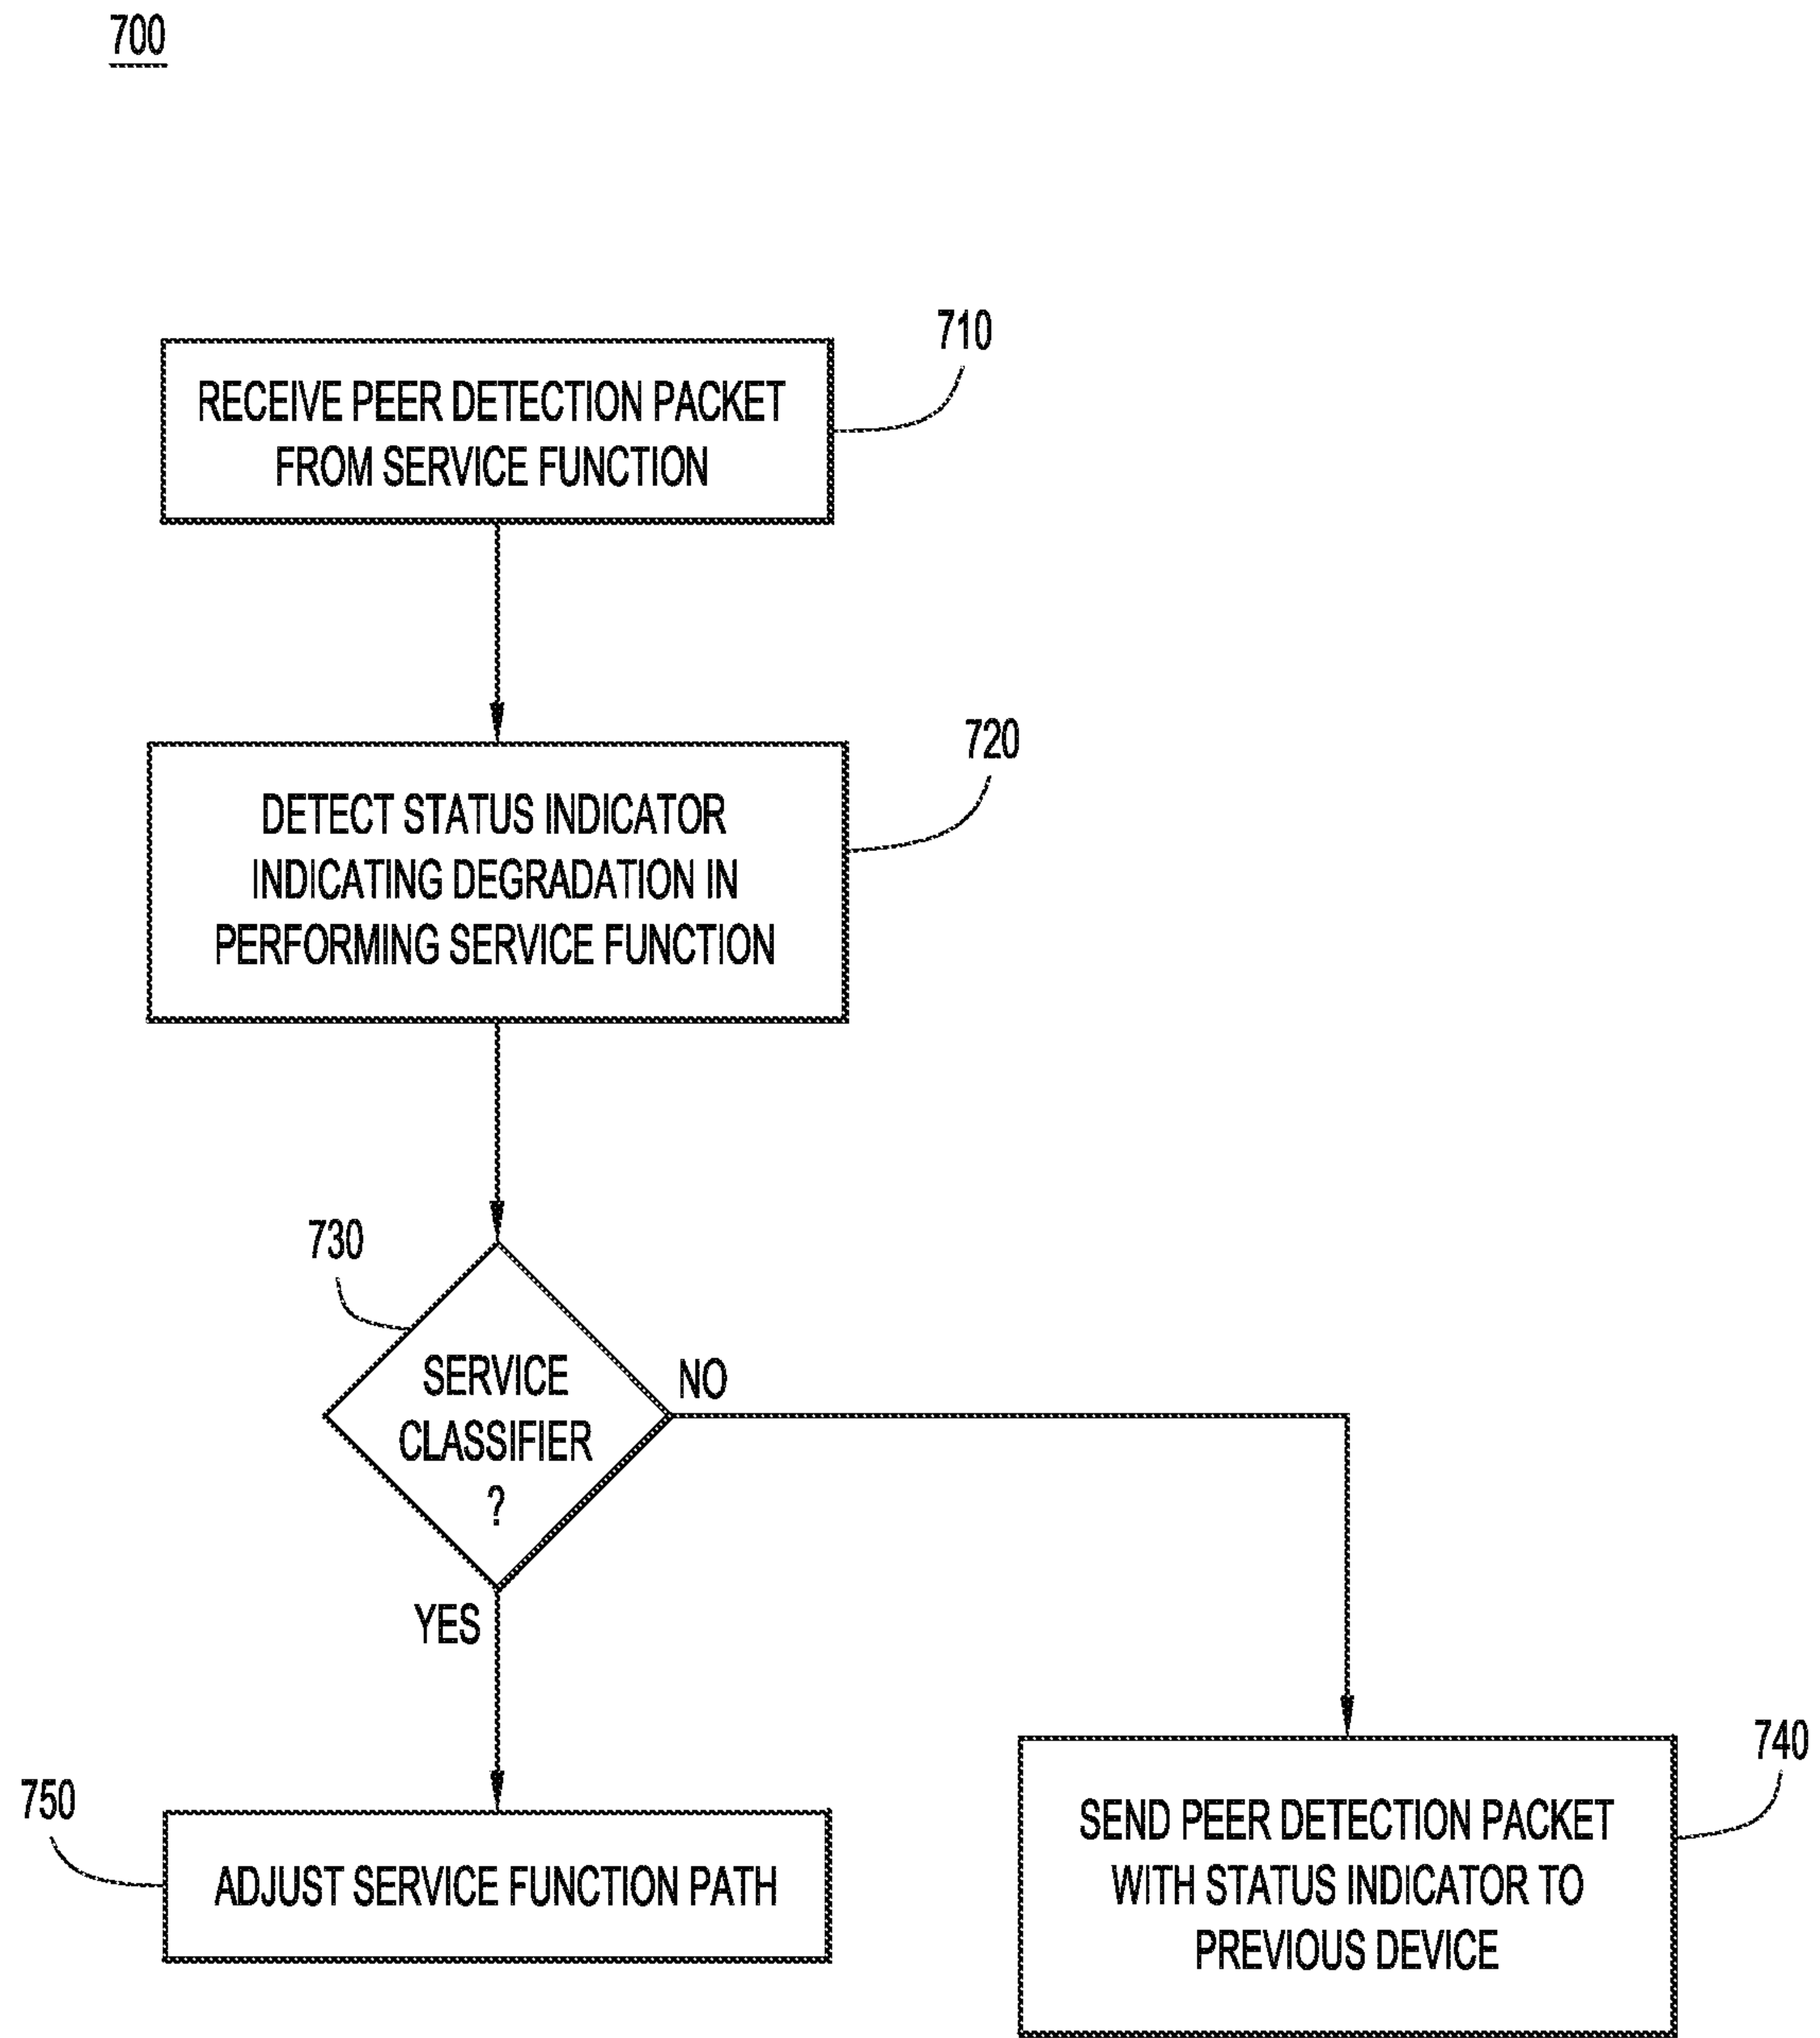 700
710
RECEIVE PEER DETECTION PACKET
FROM SERVICE FUNCTION
720
DETECT STATUS INDICATOR
INDICATING DEGRADATION IN
PERFORMING SERVICE FUNCTION
730
SERVICE
CLASSIFIER
?
NO
YES
750
ADJUST SERVICE FUNCTION PATH
740
SEND PEER DETECTION PACKET
WITH STATUS INDICATOR TO
PREVIOUS DEVICE